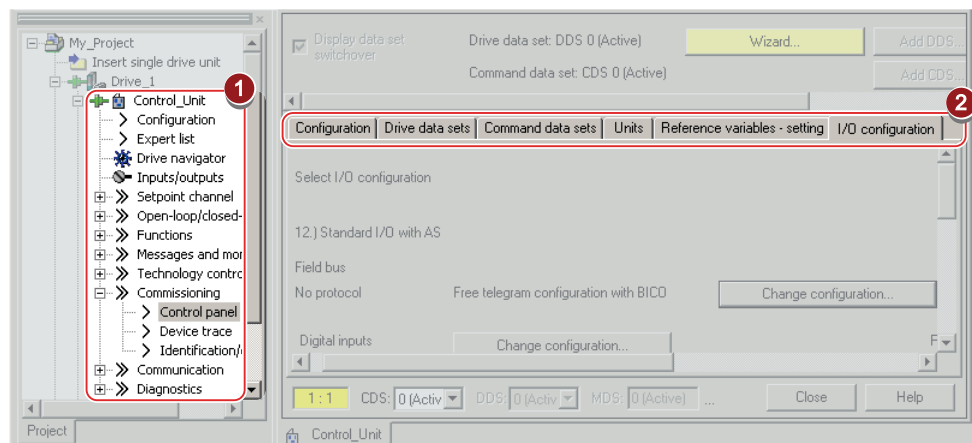 My_Project
Insert single drive unit
Drive_1
1
Control_Unit
Configuration
Expert list
Drive navigator
Inputs/outputs
Setpoint channel
Open-loop/closed-
Functions
Messages and mor
Technology contro
Commissioning
Control panel
Device trace
Identification/
Communication
Diagnostics
Project
Display data set switchover
Drive data set: DDS 0 (Active)
Wizard...
Add DDS...
Command data set: CDS 0 (Active)
Add CDS...
2
Configuration Drive data sets Command data sets Units Reference variables - setting I/O configuration
Select I/O configuration
12.) Standard I/O with AS
Field bus
No protocol Free telegram configuration with BICO Change configuration...
Digital inputs Change configuration... F
1 : 1 CDS: 0 (Activ DDS: 0 (Activ MDS: 0 (Active) ... Close Help
Control_Unit